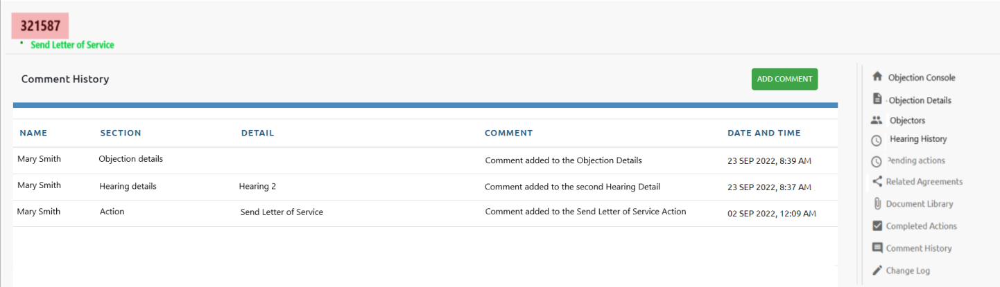 321587
Send Letter of Service
Comment History
ADD COMMENT
NAME SECTION DETAIL COMMENT DATE AND TIME
Mary Smith Objection details Comment added to the Objection Details 23 SEP 2022, 8:39 AM
Mary Smith Hearing details Hearing 2 Comment added to the second Hearing Detail 23 SEP 2022, 8:37 AM
Mary Smith Action Send Letter of Service Comment added to the Send Letter of Service Action 02 SEP 2022, 12:09 AM
Objection Console
Objection Details
Objectors
Hearing History
Pending actions
Related Agreements
Document Library
Completed Actions
Comment History
Change Log